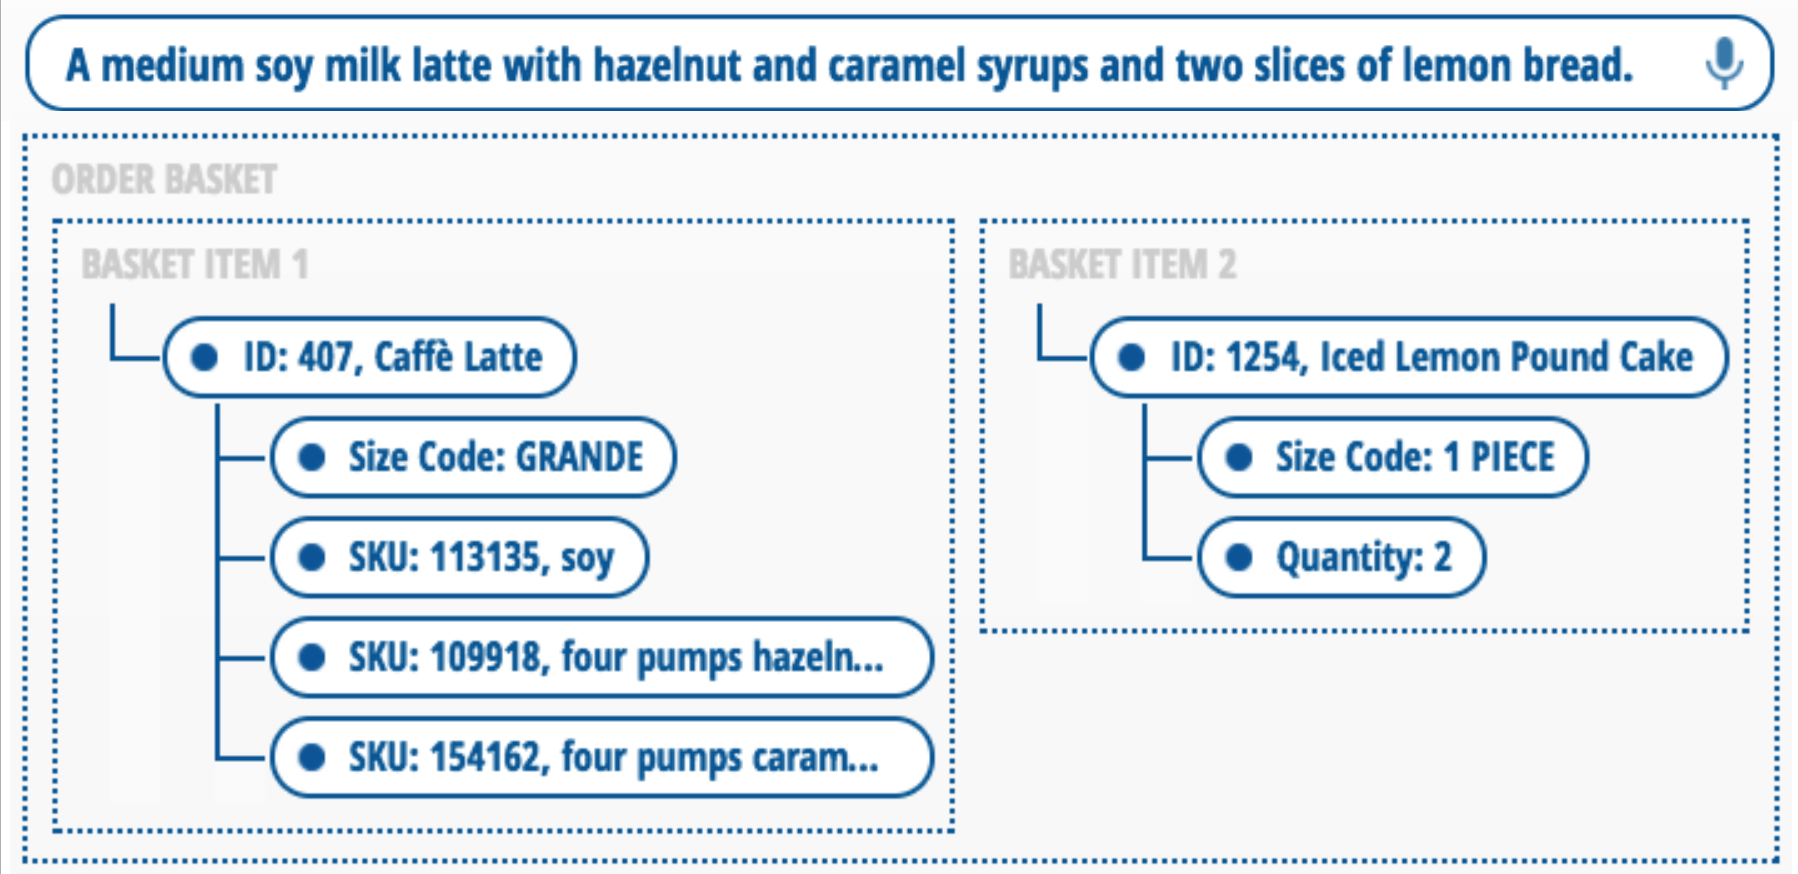 A medium soy milk latte with hazelnut and caramel syrups and two slices of lemon bread.
ORDER BASKET
BASKET ITEM 1
ID: 407, Caffè Latte
Size Code: GRANDE
SKU: 113135, soy
SKU: 109918, four pumps hazeln...
SKU: 154162, four pumps caram...
BASKET ITEM 2
ID: 1254, Iced Lemon Pound Cake
Size Code: 1 PIECE
Quantity: 2